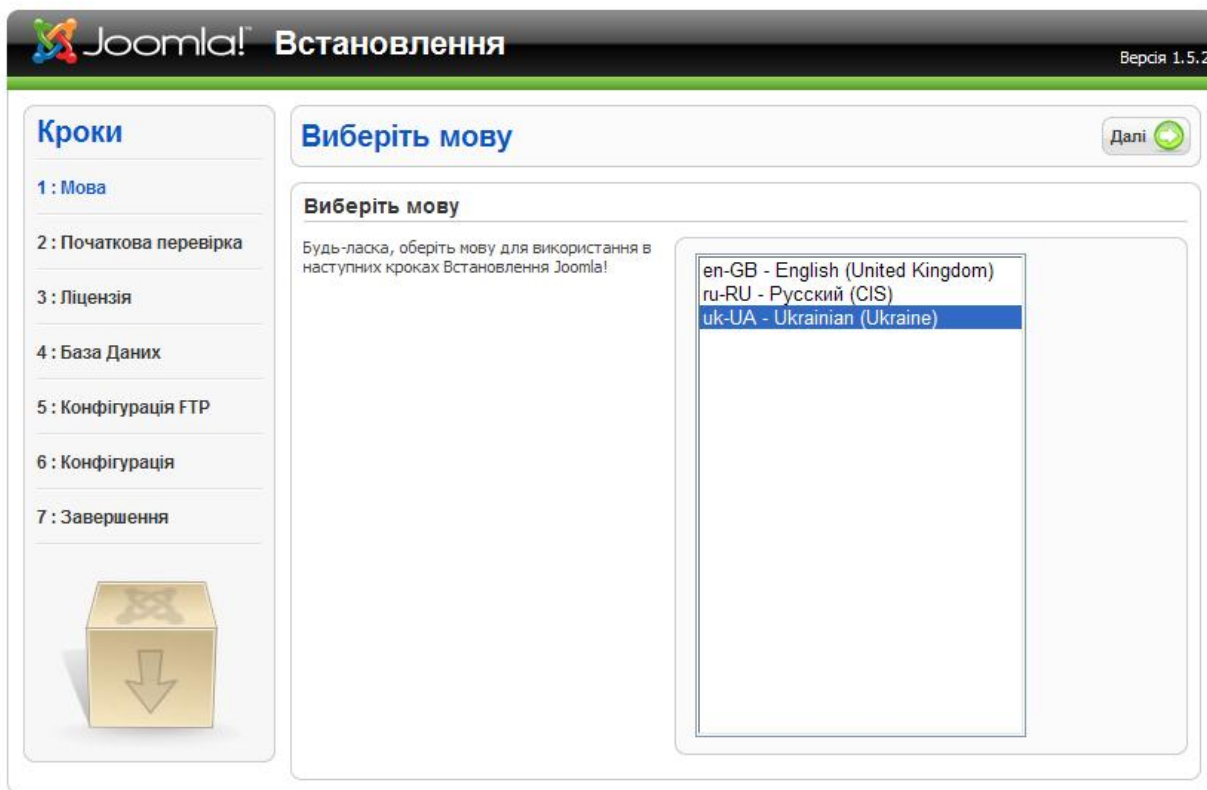 Joomla!™ Встановлення
Версія 1.5.2
Кроки
1 : Мова
2 : Початкова перевірка
3 : Ліцензія
4 : База Даних
5 : Конфігурація FTP
6 : Конфігурація
7 : Завершення
Виберіть мову
Далі
Виберіть мову
Будь-ласка, оберіть мову для використання в
наступних кроках Встановлення Joomla!
en-GB - English (United Kingdom)
ru-RU - Русский (CIS)
uk-UA - Ukrainian (Ukraine)